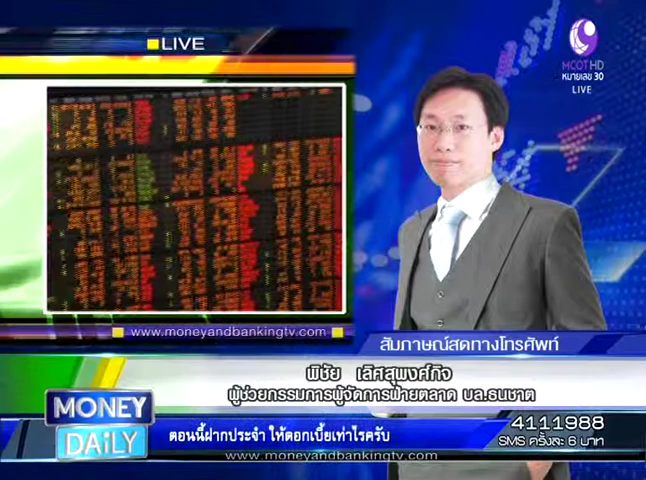 LIVE
MCOT HD
หมายเลข 30
LIVE
www.moneyandbankingtv.com
สัมภาษณ์สดทางโทรศัพท์
พิชัย เลิศสุพงศ์กิจ
ผู้ช่วยกรรมการผู้จัดการฝ่ายตลาด บล.ธนชาต
MONEY
DAiLY
ตอนนี้ฝากประจำ ให้ดอกเบี้ยเท่าไรครับ
4111988
SMS ครั้งละ 6 บาท
www.moneyandbankingtv.com